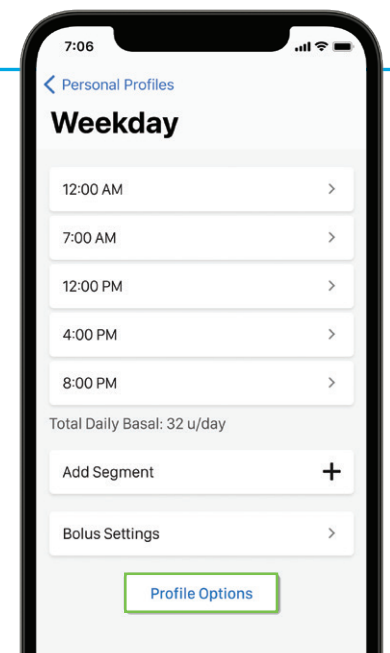 7:06
Personal Profiles
Weekday
12:00 AM
7:00 AM
12:00 PM
4:00 PM
8:00 PM
Total Daily Basal: 32 u/day
Add Segment
Bolus Settings
Profile Options